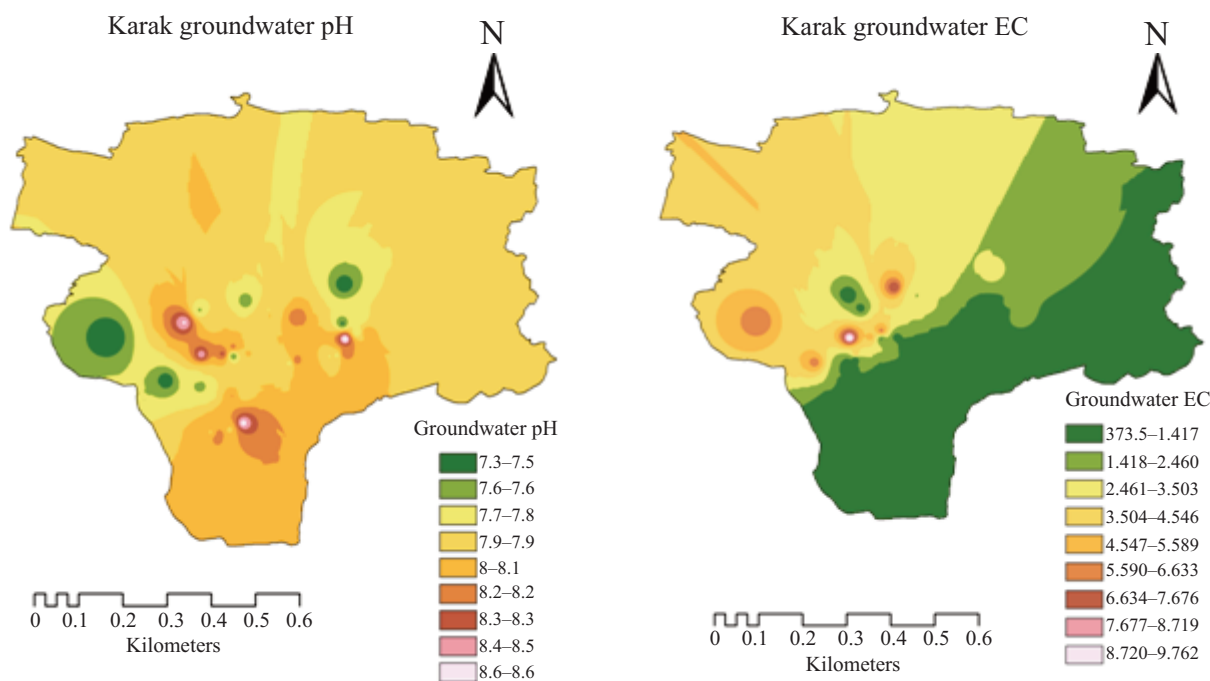 Karak groundwater pH
N
Groundwater pH
7.3–7.5
7.6–7.6
7.7–7.8
7.9–7.9
8–8.1
8.2–8.2
8.3–8.3
8.4–8.5
8.6–8.6
0 0.1 0.2 0.3 0.4 0.5 0.6
Kilometers
Karak groundwater EC
N
Groundwater EC
373.5–1.417
1.418–2.460
2.461–3.503
3.504–4.546
4.547–5.589
5.590–6.633
6.634–7.676
7.677–8.719
8.720–9.762
0 0.1 0.2 0.3 0.4 0.5 0.6
Kilometers